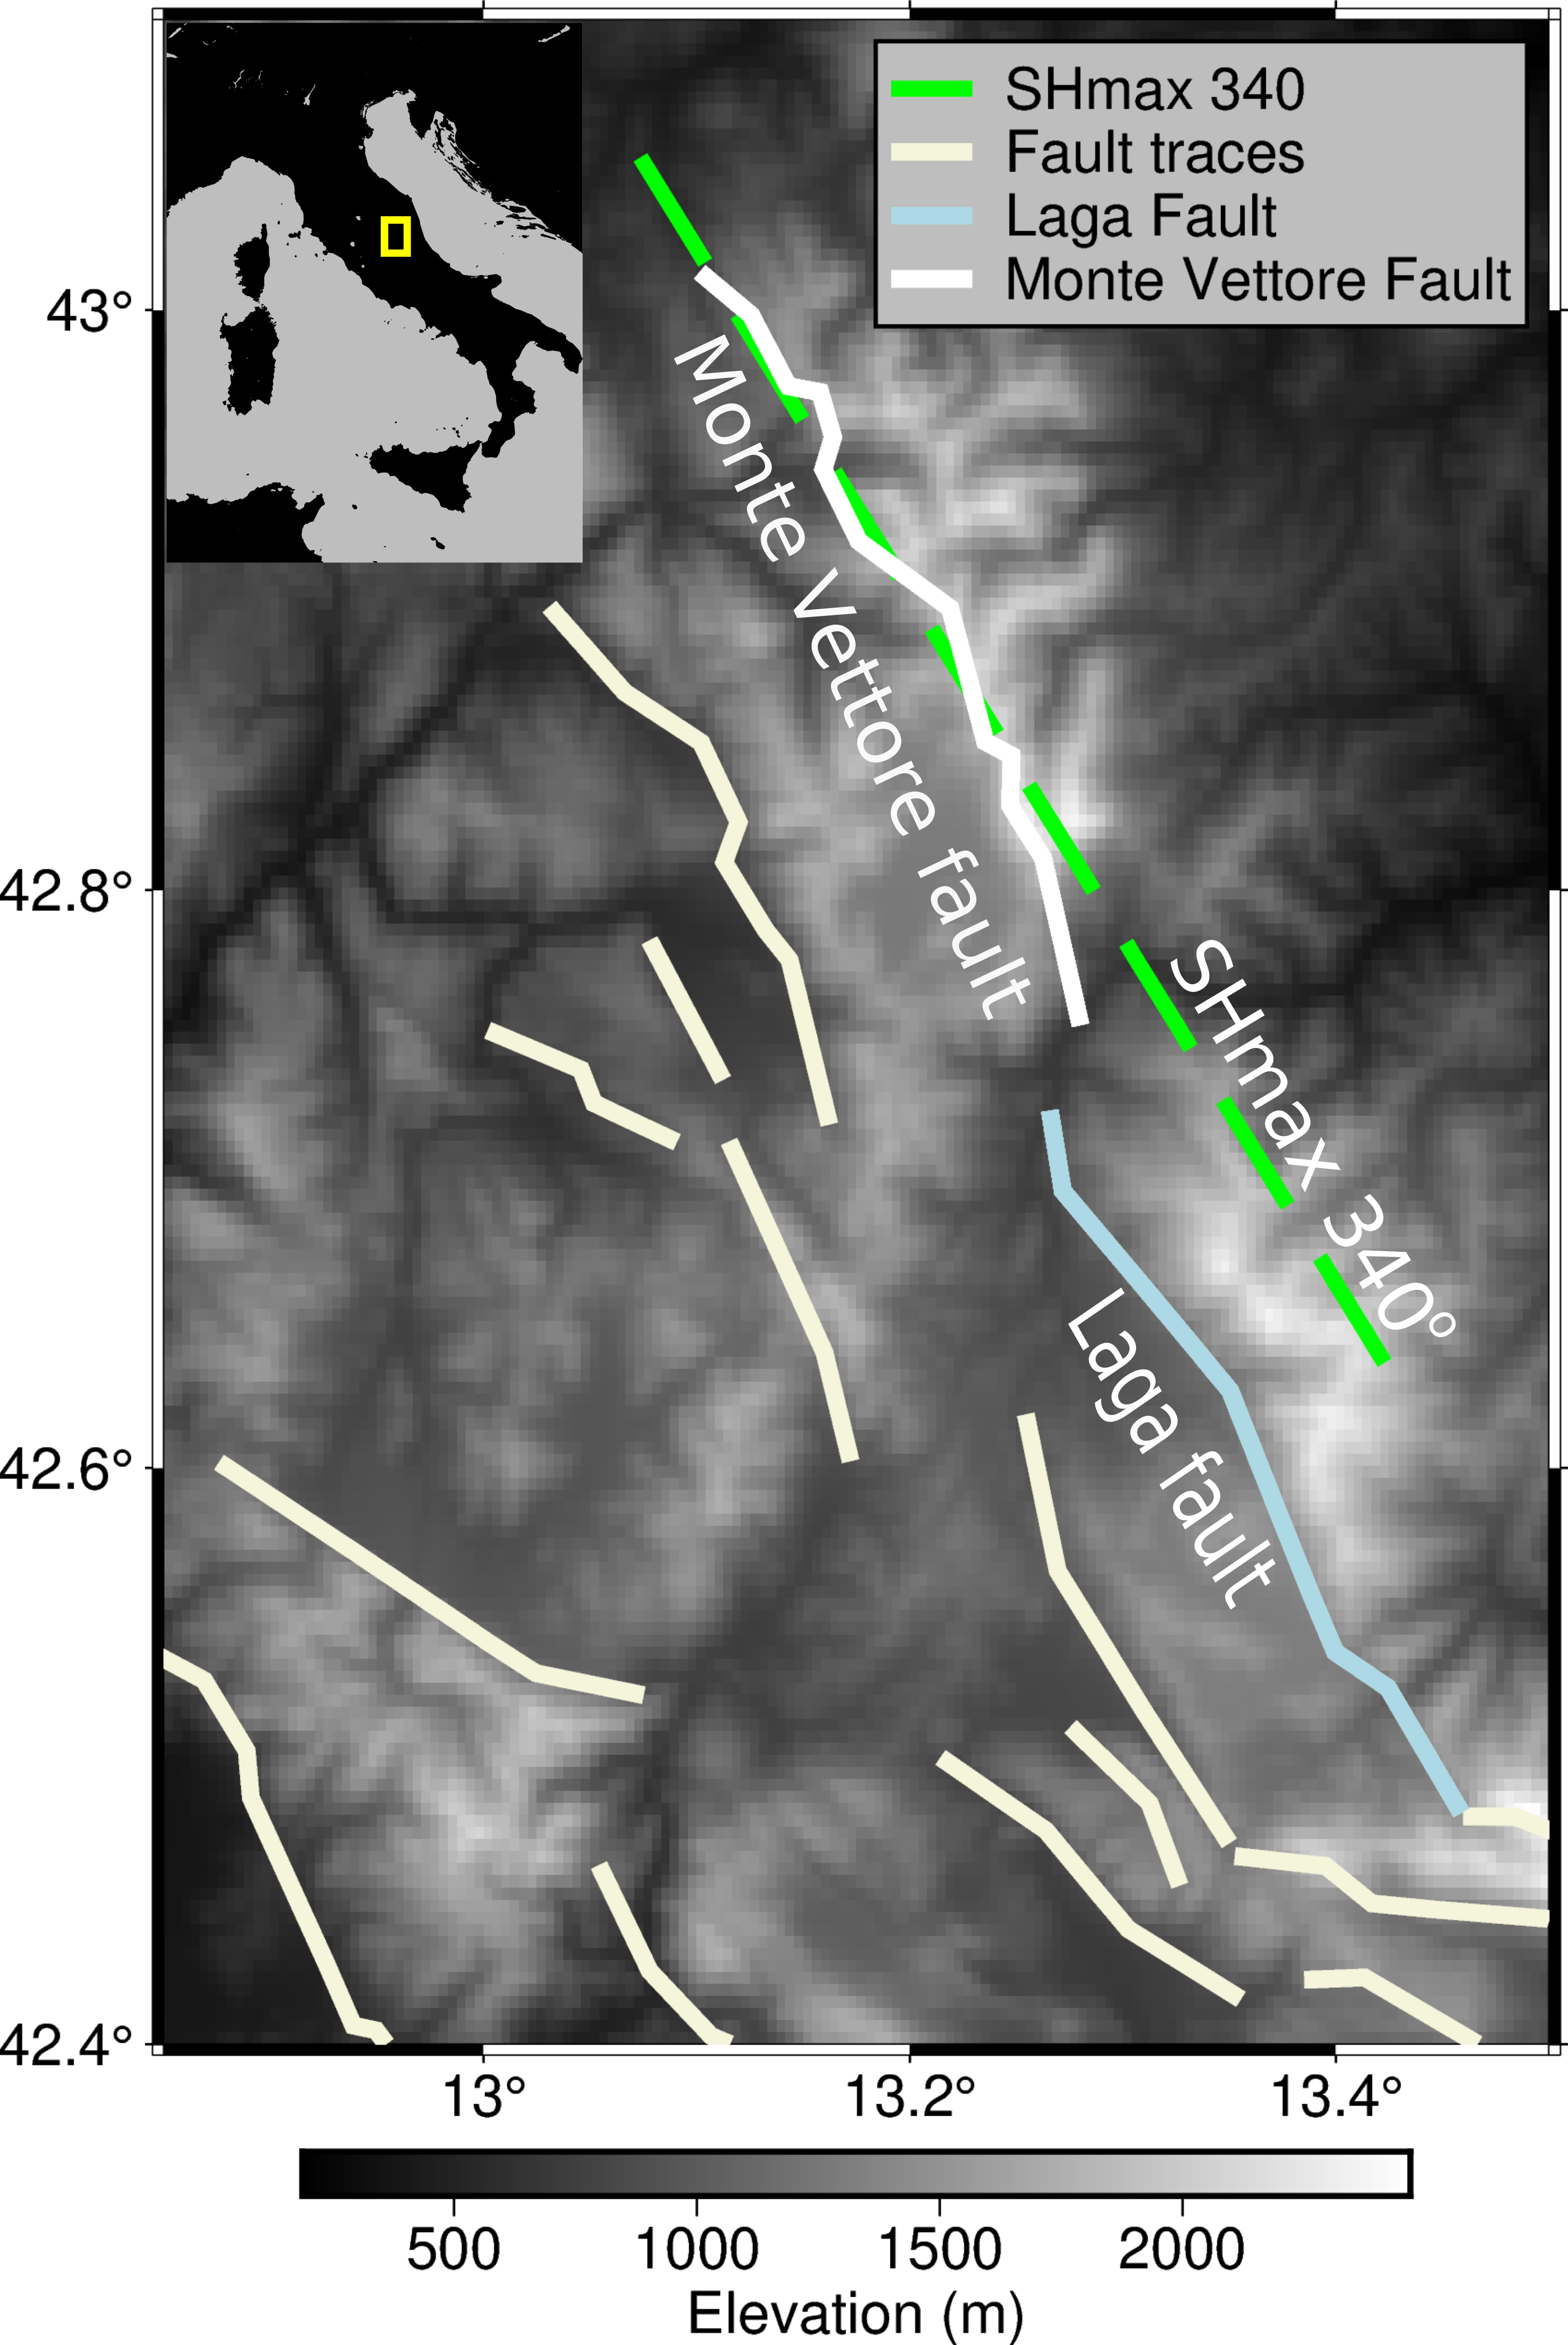 SHmax 340
Fault traces
Laga Fault
Monte Vettore Fault
43°
Monte Vettore fault
42.8°
SHmax 340°
Laga fault
42.6°
42.4°
13°
13.2°
13.4°
500
1000
1500
2000
Elevation (m)